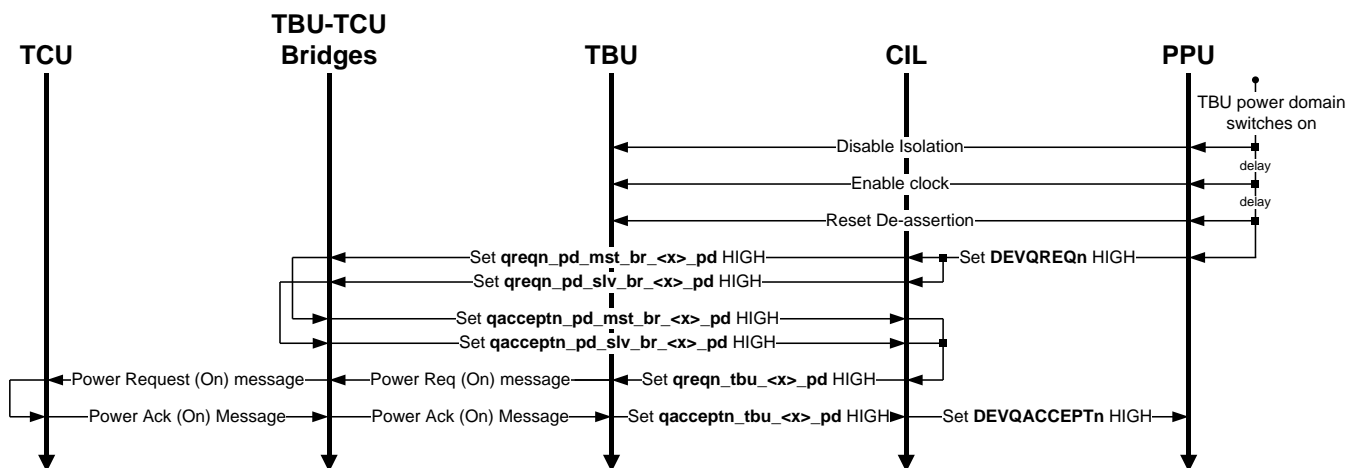 TBU-TCU
TCU Bridges TBU CIL PPU
TBU power domain
switches on
Disable Isolation
delay
Enable clock
delay
Reset De-assertion
Set qreqn_pd_mst_br_<x>_pd HIGH Set DEVQREQn HIGH
Set qreqn_pd_slv_br_<x>_pd HIGH
Set qacceptn_pd_mst_br_<x>_pd HIGH
Set qacceptn_pd_slv_br_<x>_pd HIGH
Power Request (On) message Power Req (On) message Set qreqn_tbu_<x>_pd HIGH
Power Ack (On) Message Power Ack (On) Message Set qacceptn_tbu_<x>_pd HIGH Set DEVQACCEPTn HIGH